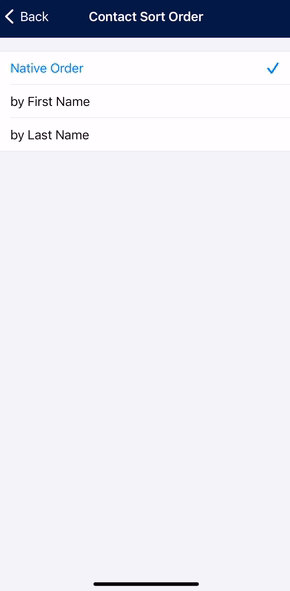 Back
Contact Sort Order
Native Order
by First Name
by Last Name